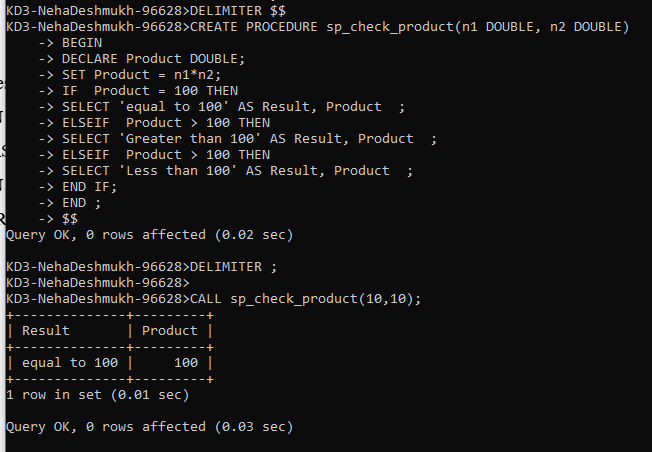 KD3-NehaDeshmukh-96628>DELIMITER $$
KD3-NehaDeshmukh-96628>CREATE PROCEDURE sp_check_product(n1 DOUBLE, n2 DOUBLE)
    -> BEGIN
    -> DECLARE Product DOUBLE;
    -> SET Product = n1*n2;
    -> IF  Product = 100 THEN
    -> SELECT 'equal to 100' AS Result, Product  ;
    -> ELSEIF  Product > 100 THEN
    -> SELECT 'Greater than 100' AS Result, Product  ;
    -> ELSEIF  Product > 100 THEN
    -> SELECT 'Less than 100' AS Result, Product  ;
    -> END IF;
    -> END ;
    -> $$
Query OK, 0 rows affected (0.02 sec)
KD3-NehaDeshmukh-96628>DELIMITER ;
KD3-NehaDeshmukh-96628>
KD3-NehaDeshmukh-96628>CALL sp_check_product(10,10);
+--------------+---------+
| Result       | Product |
+--------------+---------+
| equal to 100 |     100 |
+--------------+---------+
1 row in set (0.01 sec)
Query OK, 0 rows affected (0.03 sec)